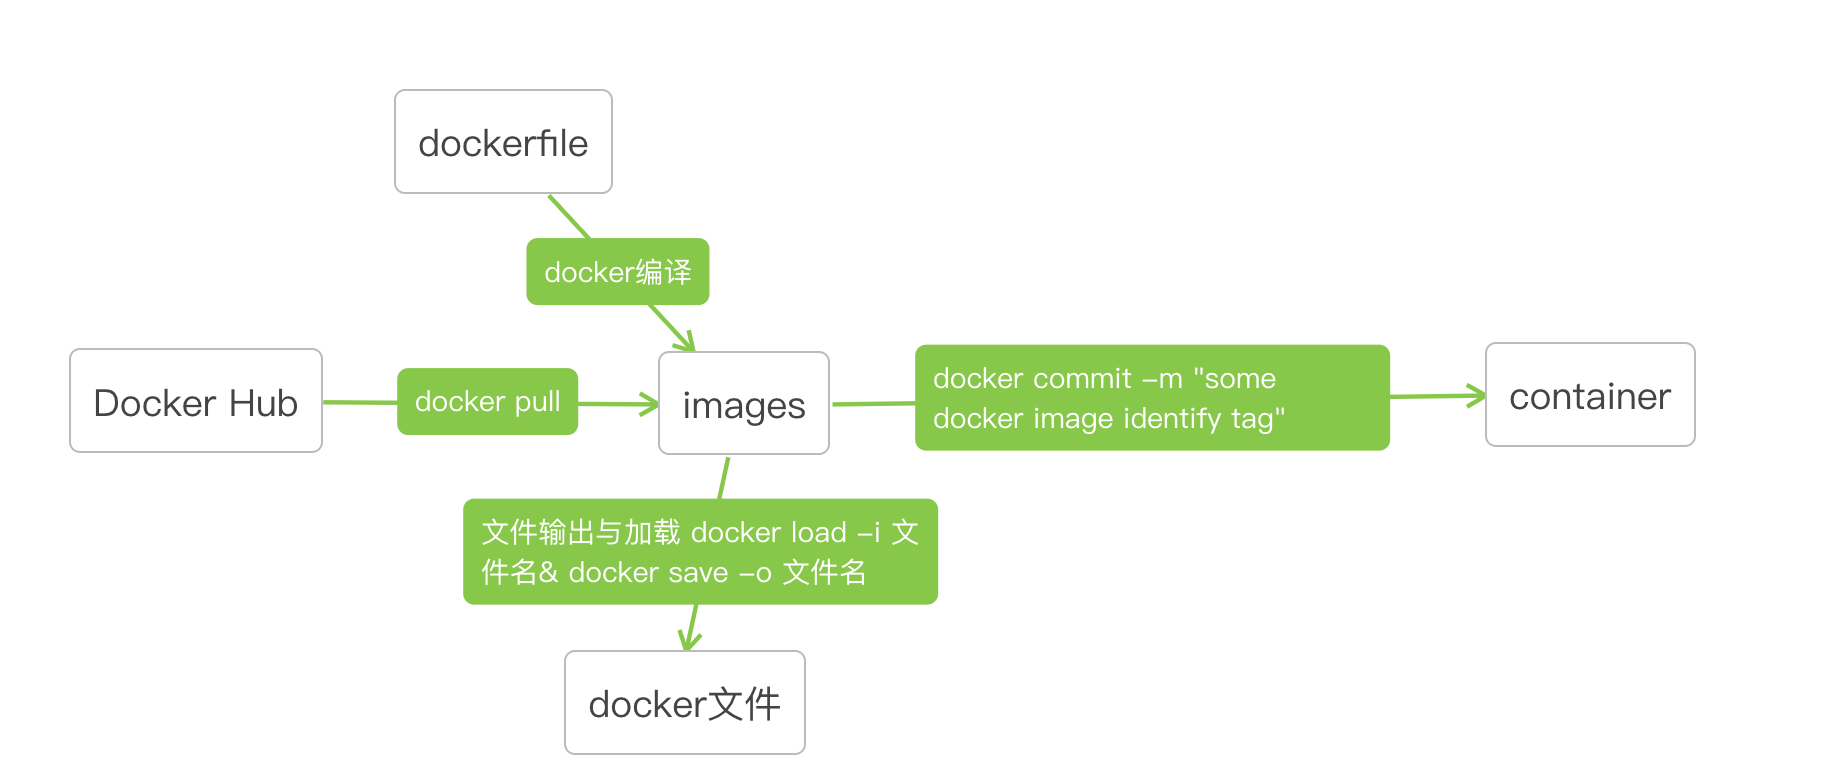 dockerfile
docker编译
Docker Hub
docker pull
images
docker commit -m "some
docker image identify tag"
container
文件输出与加载 docker load -i 文
件名& docker save -o 文件名
docker文件